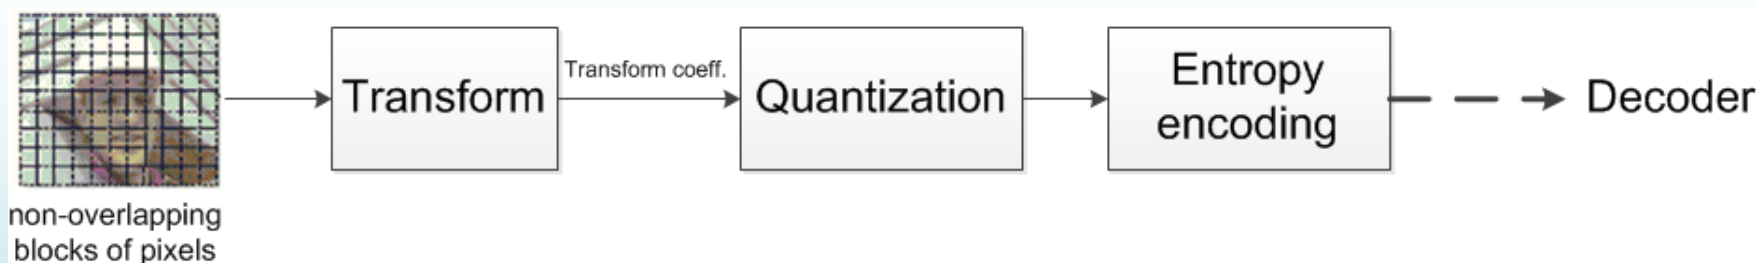 Transform
Transform coeff.
Quantization
Entropy
encoding
Decoder
non-overlapping
blocks of pixels